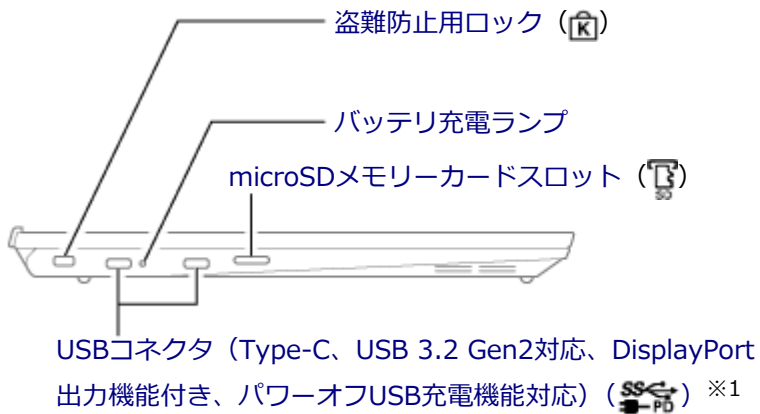 盗難防止用ロック（K）
バッテリ充電ランプ
microSDメモリーカードスロット（SD）
USBコネクタ（Type-C、USB 3.2 Gen2対応、DisplayPort
出力機能付き、パワーオフUSB充電機能対応）（SS PD）※1